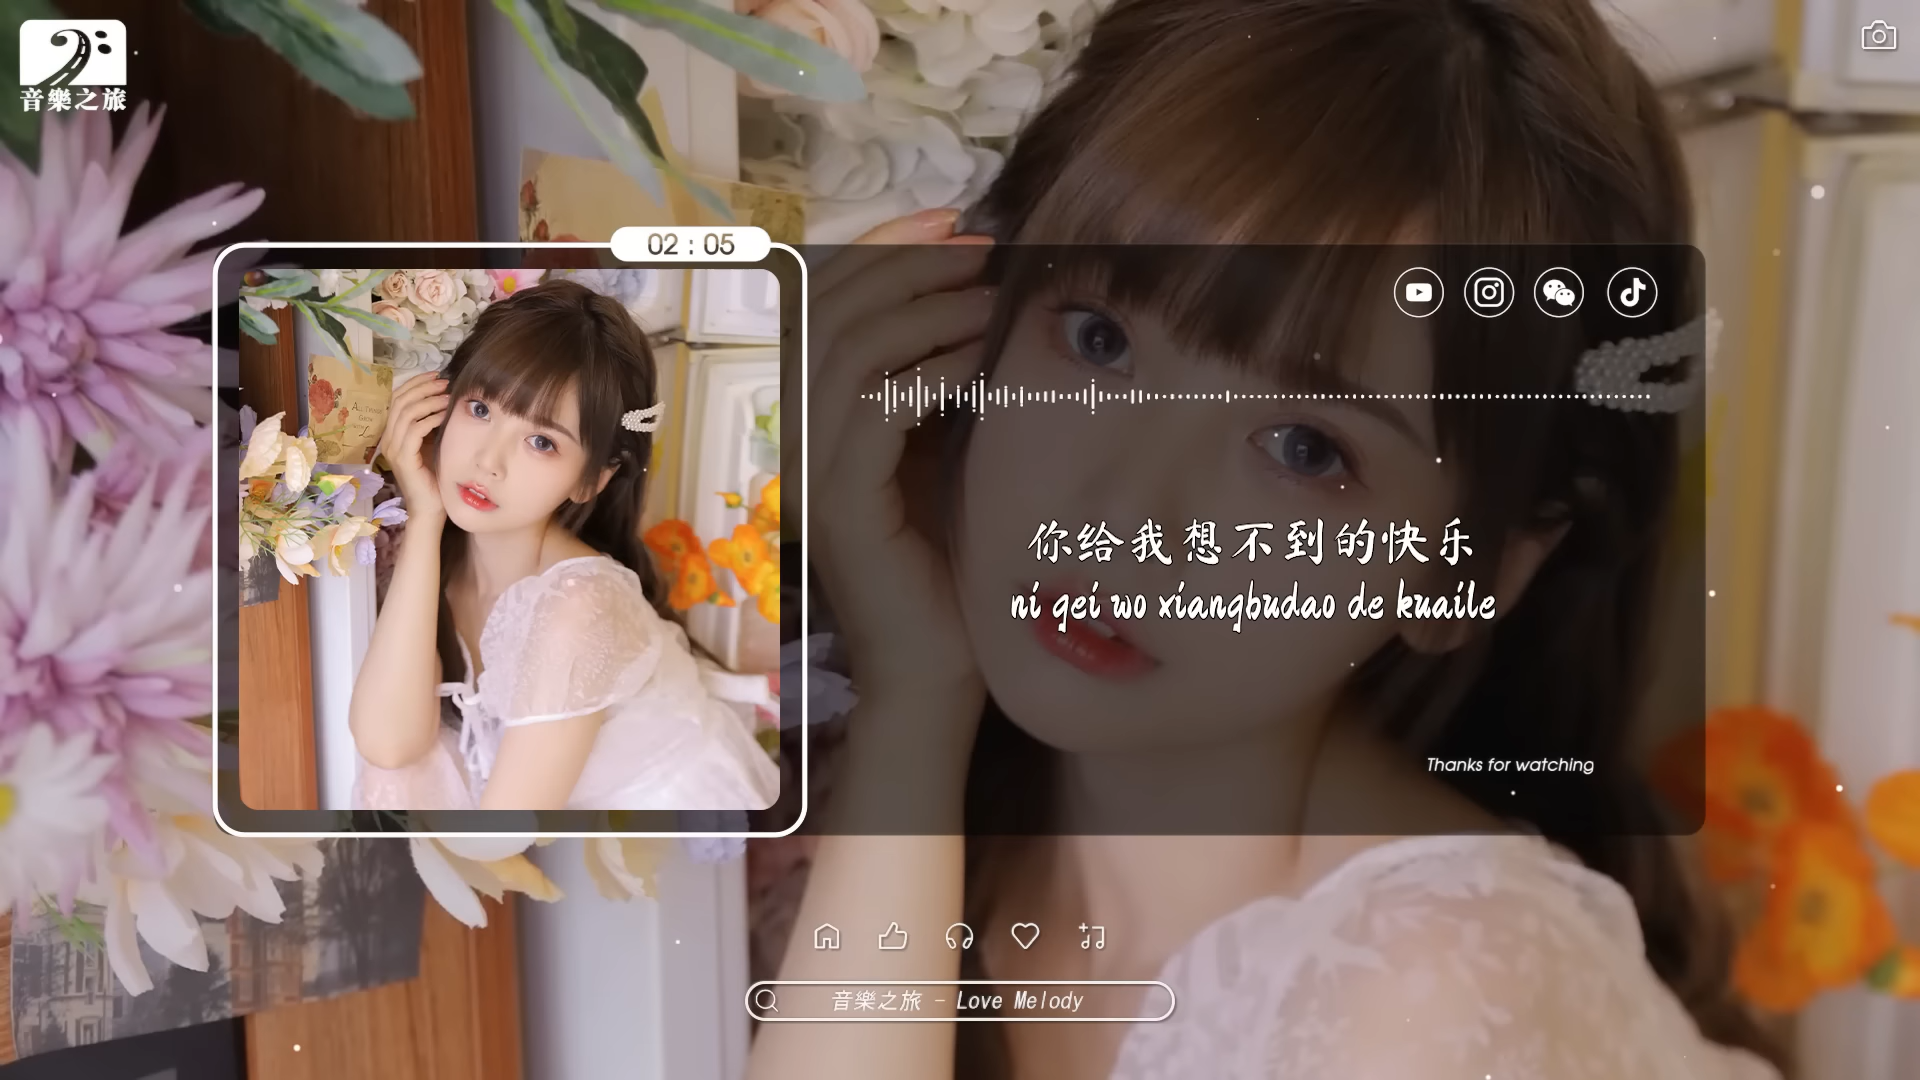 音樂之旅
02 : 05
你给我想不到的快乐
ni gei wo xiangbudao de kuaile
Thanks for watching
音樂之旅 - Love Melody